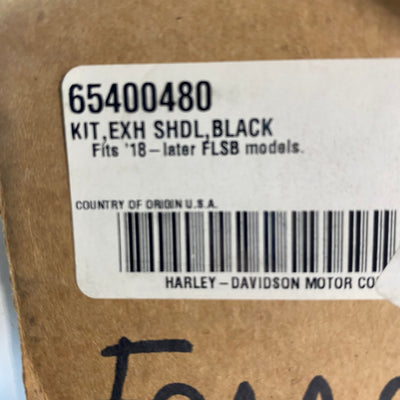 65400480
KIT,EXH SHDL,BLACK
Fits '18-later FLSB models.
COUNTRY OF ORIGIN U.S.A.
HARLEY-DAVIDSON MOTOR CO